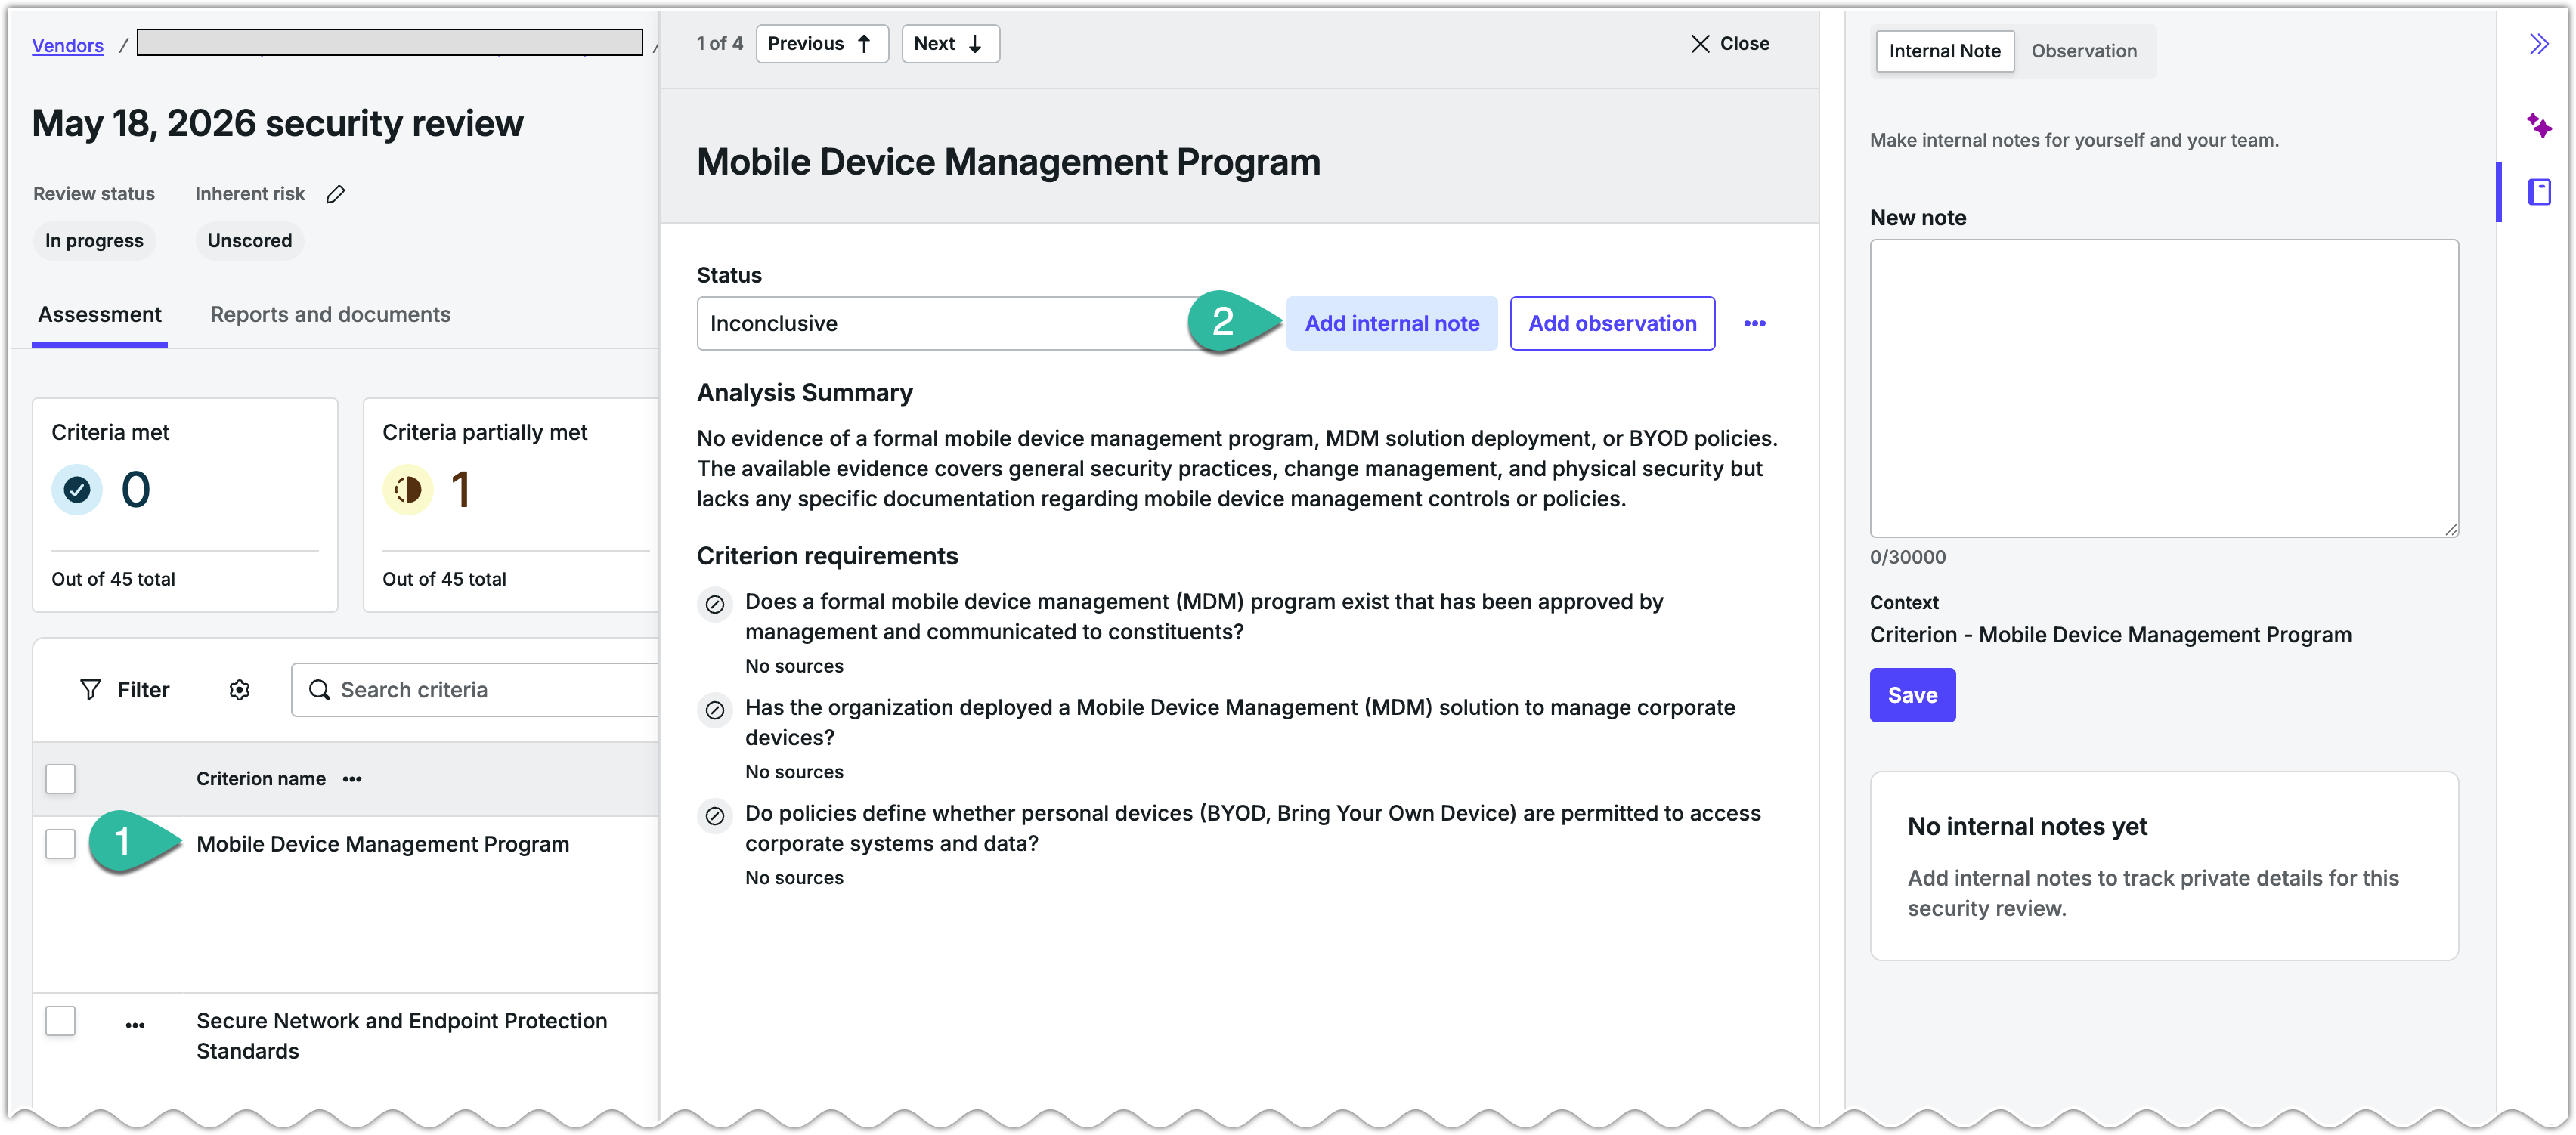 Vendors /
/
May 18, 2026 security review
Review status
Inherent risk
In progress
Unscored
Assessment
Reports and documents
Criteria met
0
Out of 45 total
Criteria partially met
1
Out of 45 total
Filter
Search criteria
Criterion name •••
1
Mobile Device Management Program
•••
Secure Network and Endpoint Protection
Standards
1 of 4
Previous ↑
Next ↓
Close
Mobile Device Management Program
Status
Inconclusive
2
Add internal note
Add observation
•••
Analysis Summary
No evidence of a formal mobile device management program, MDM solution deployment, or BYOD policies.
The available evidence covers general security practices, change management, and physical security but
lacks any specific documentation regarding mobile device management controls or policies.
Criterion requirements
Does a formal mobile device management (MDM) program exist that has been approved by
management and communicated to constituents?
No sources
Has the organization deployed a Mobile Device Management (MDM) solution to manage corporate
devices?
No sources
Do policies define whether personal devices (BYOD, Bring Your Own Device) are permitted to access
corporate systems and data?
No sources
Internal Note
Observation
Make internal notes for yourself and your team.
New note
0/30000
Context
Criterion - Mobile Device Management Program
Save
No internal notes yet
Add internal notes to track private details for this
security review.